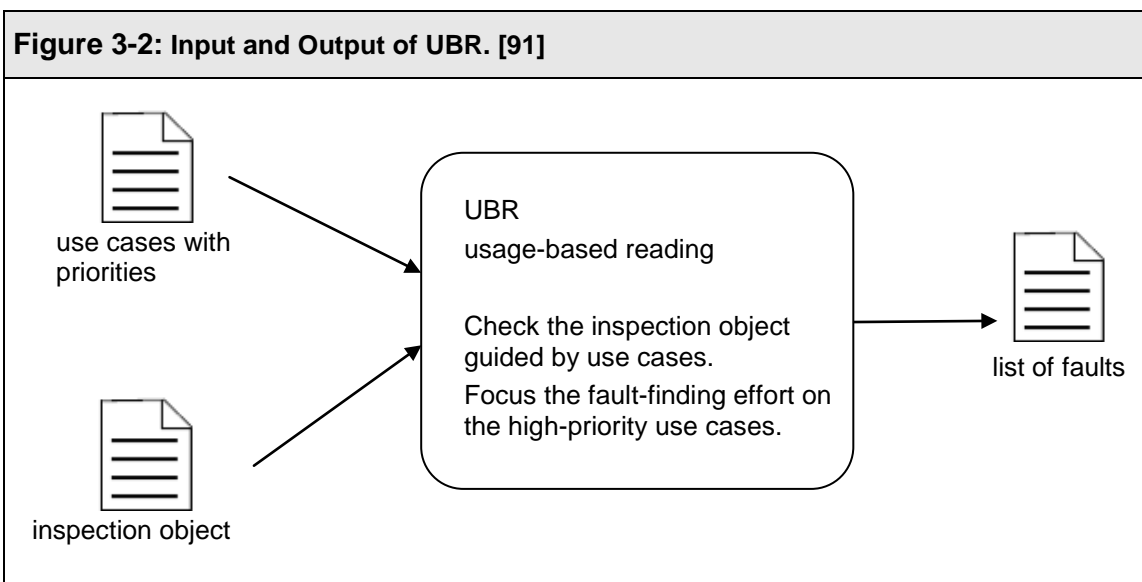 Figure 3-2: Input and Output of UBR. [91]
use cases with
priorities
inspection object
UBR
usage-based reading
Check the inspection object
guided by use cases.
Focus the fault-finding effort on
the high-priority use cases.
list of faults